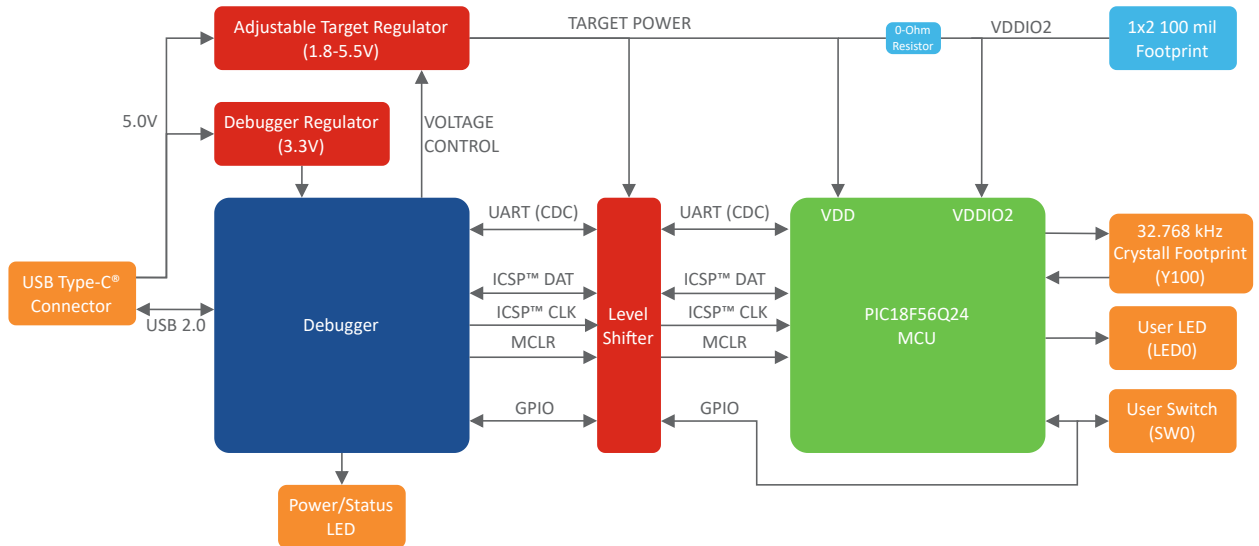 Adjustable Target Regulator
(1.8-5.5V)
TARGET POWER
0-Ohm
Resistor
VDDIO2
1x2 100 mil
Footprint
5.0V
Debugger Regulator
(3.3V)
VOLTAGE
CONTROL
UART (CDC)
UART (CDC)
VDD
VDDIO2
32.768 kHz
Crystall Footprint
(Y100)
USB Type-C®
Connector
USB 2.0
Debugger
ICSP™ DAT
ICSP™ CLK
MCLR
Level
Shifter
ICSP™ DAT
ICSP™ CLK
MCLR
PIC18F56Q24
MCU
User LED
(LED0)
GPIO
GPIO
User Switch
(SW0)
Power/Status
LED